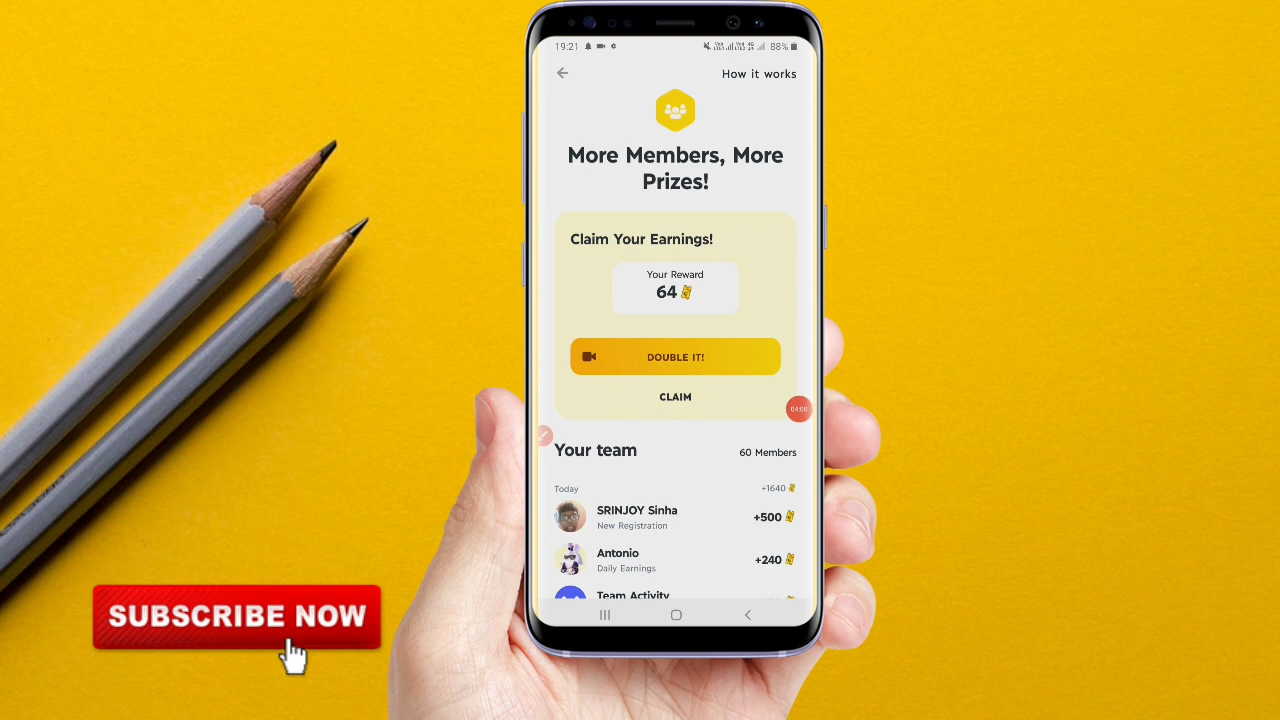 19:21
88%
How it works
More Members, More
Prizes!
Claim Your Earnings!
Your Reward
64
DOUBLE IT!
CLAIM
04:00
Your team
60 Members
Today
+1640
SRINJOY Sinha
New Registration
+500
Antonio
Daily Earnings
+240
Team Activity
SUBSCRIBE NOW